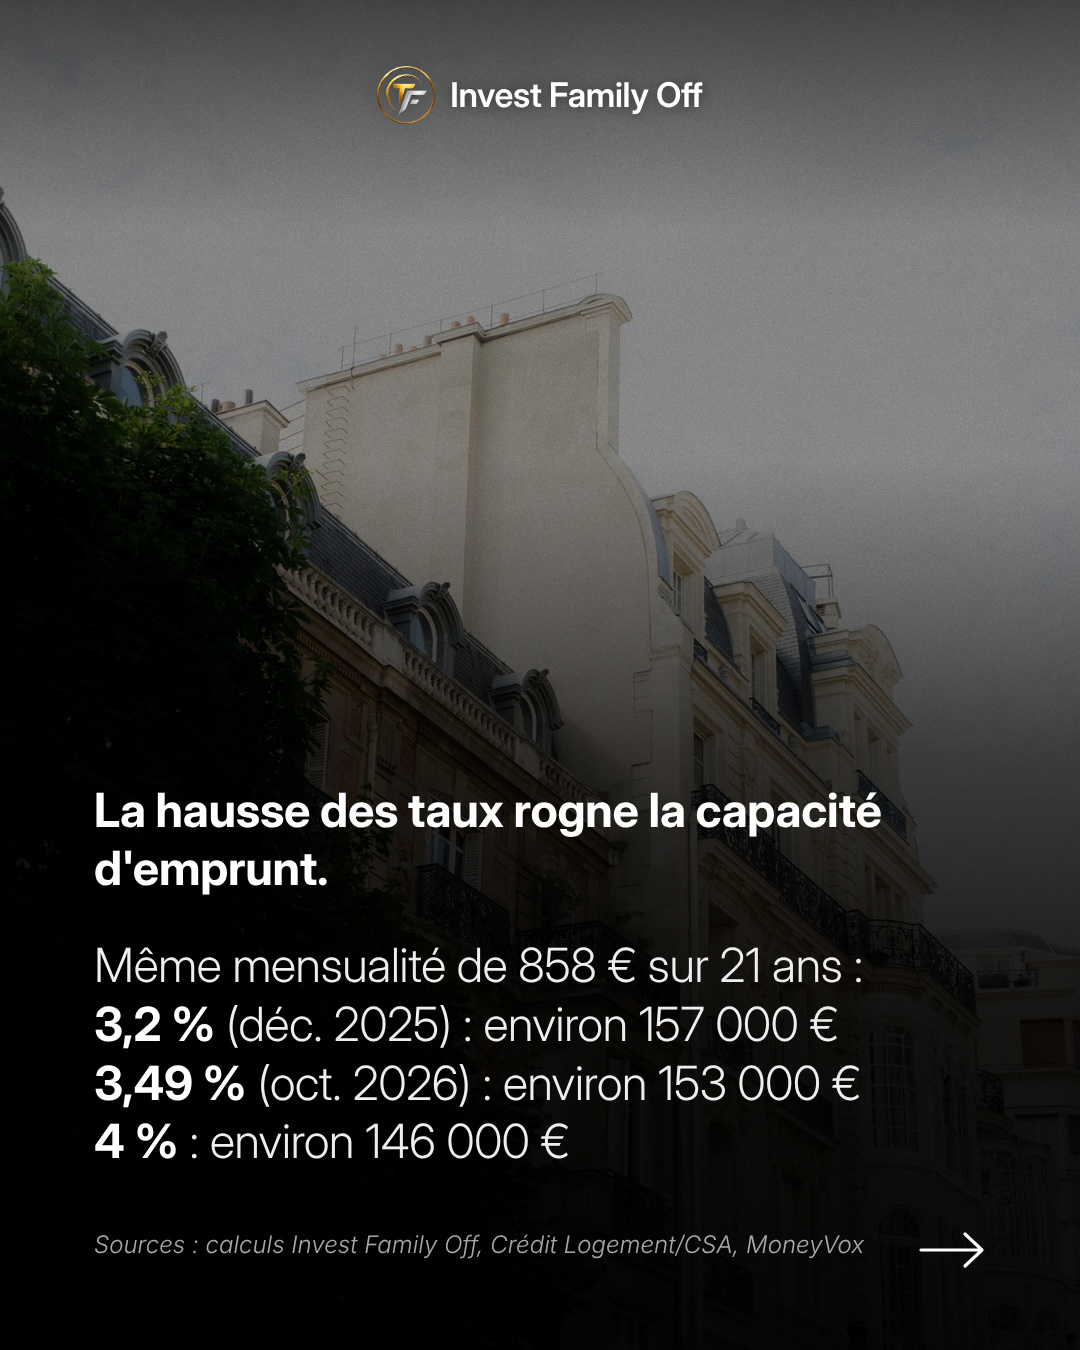 Invest Family Off
La hausse des taux rogne la capacité
d'emprunt.
Même mensualité de 858 € sur 21 ans :
3,2 % (déc. 2025) : environ 157 000 €
3,49 % (oct. 2026) : environ 153 000 €
4 % : environ 146 000 €
Sources : calculs Invest Family Off, Crédit Logement/CSA, MoneyVox